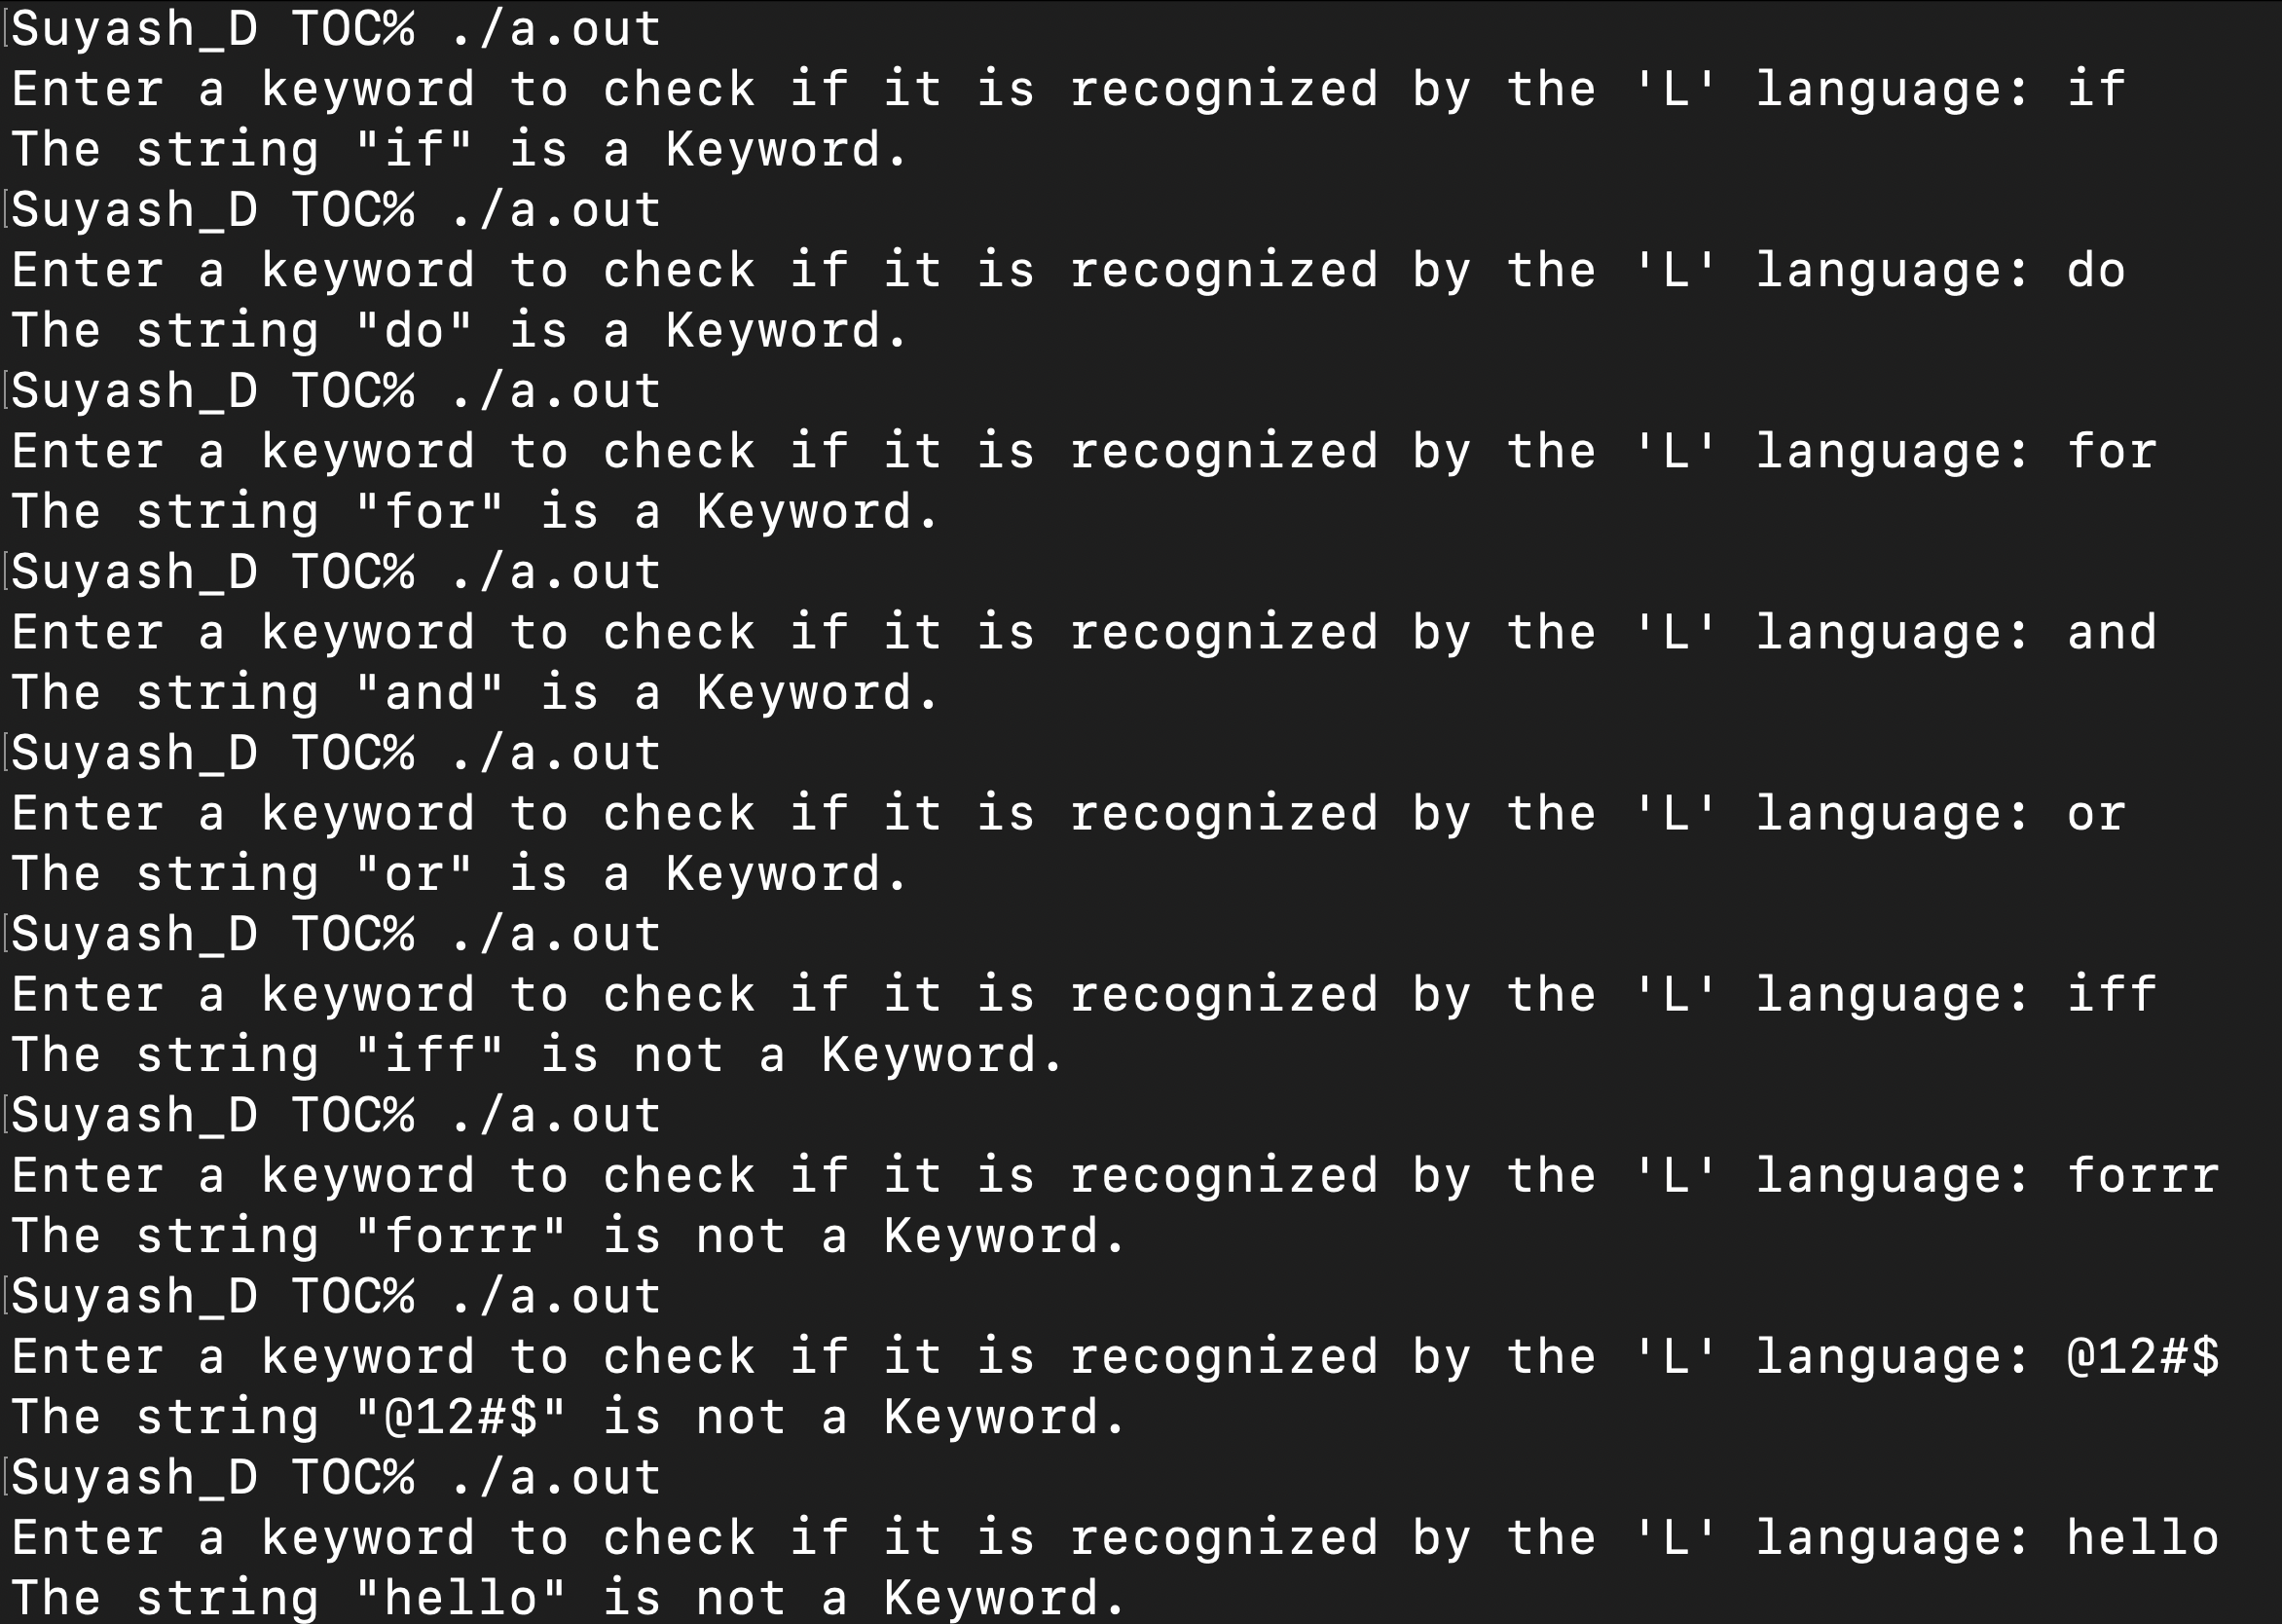 Suyash_D TOC% ./a.out
Enter a keyword to check if it is recognized by the 'L' language: if
The string "if" is a Keyword.
Suyash_D TOC% ./a.out
Enter a keyword to check if it is recognized by the 'L' language: do
The string "do" is a Keyword.
Suyash_D TOC% ./a.out
Enter a keyword to check if it is recognized by the 'L' language: for
The string "for" is a Keyword.
Suyash_D TOC% ./a.out
Enter a keyword to check if it is recognized by the 'L' language: and
The string "and" is a Keyword.
Suyash_D TOC% ./a.out
Enter a keyword to check if it is recognized by the 'L' language: or
The string "or" is a Keyword.
Suyash_D TOC% ./a.out
Enter a keyword to check if it is recognized by the 'L' language: iff
The string "iff" is not a Keyword.
Suyash_D TOC% ./a.out
Enter a keyword to check if it is recognized by the 'L' language: forrr
The string "forrr" is not a Keyword.
Suyash_D TOC% ./a.out
Enter a keyword to check if it is recognized by the 'L' language: @12#$
The string "@12#$" is not a Keyword.
Suyash_D TOC% ./a.out
Enter a keyword to check if it is recognized by the 'L' language: hello
The string "hello" is not a Keyword.